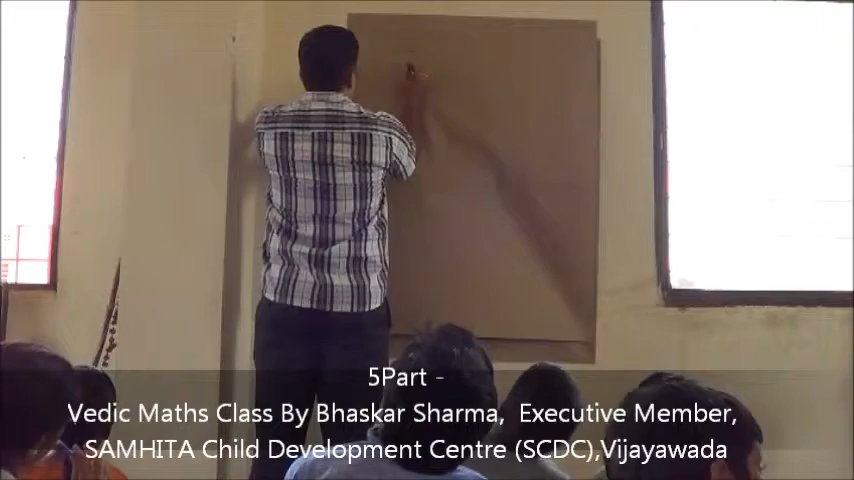 5Part -
Vedic Maths Class By Bhaskar Sharma, Executive Member,
SAMHITA Child Development Centre (SCDC),Vijayawada